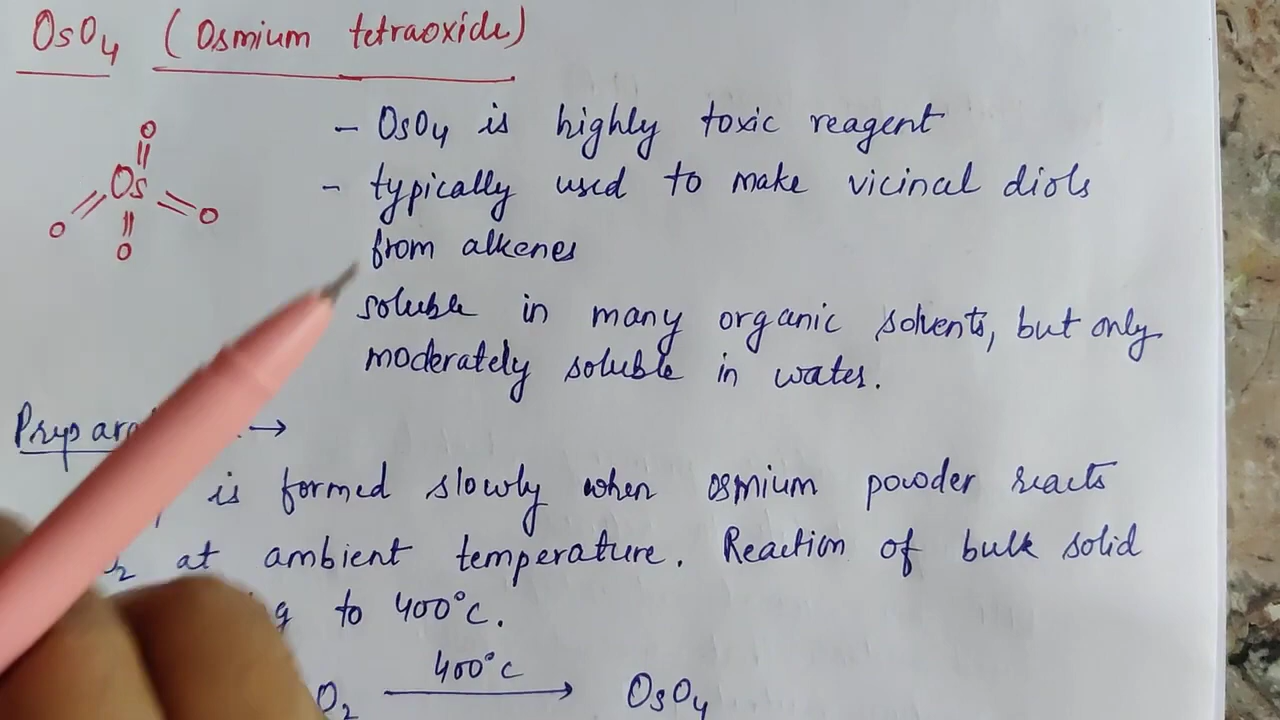 OsO4 (Osmium tetraoxide)
O
Os
O O
O
- OsO4 is highly toxic reagent
- typically used to make vicinal diols
from alkenes
soluble in many organic solvents, but only
moderately soluble in water.
→
is formed slowly when osmium powder reacts
at ambient temperature. Reaction of bulk solid
to 400°C.
O2 400°C → OsO4